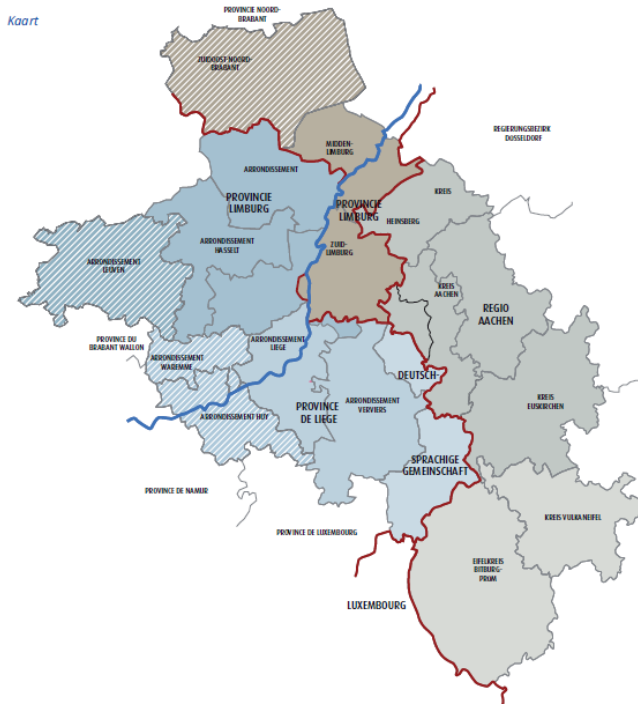 Kaart
PROVINCIE NOORD-
BRABANT
ZUIDOOST-NOORD-
BRABANT
REGIERUNGSBEZIRK
DOSSELDORF
MIDDEN-
LIMBURG
ARRONDISSEMENT
KREIS
PROVINCIE
LIMBURG
PROVINCIE
LIMBURG
HEINSBERG
ARRONDISSEMENT
HASSELT
ZUID-
LIMBURG
ARRONDISSEMENT
LEUVEN
KREIS
AACHEN
REGIO
AACHEN
PROVINCE DU
BRABANT WALLON
ARRONDISSEMENT
LIEGE
ARRONDISSEMENT
WAREMME
DEUTSCH-
KREIS
EUSKIRCHEN
ARRONDISSEMENT HUY
PROVINCE
DE LIEGE
ARRONDISSEMENT
VERVIERS
SPRACHIGE
GEMEINSCHAFT
PROVINCE DE NAMUR
KREIS VULKANEIFEL
PROVINCE DE LUXEMBOURG
EIFELKREIS
BITBURG-
PROM
LUXEMBOURG